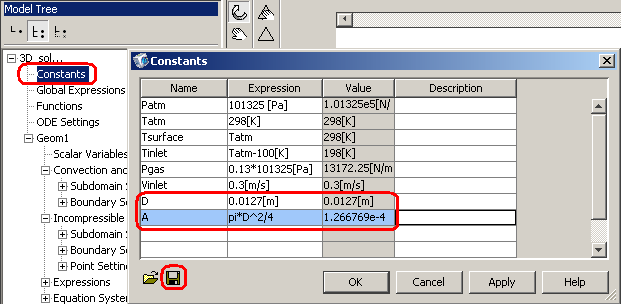 Model Tree
3D_sol...
Constants
Global Expressions
Functions
ODE Settings
Geom1
Scalar Variables
Convection and
Subdomain S
Boundary Se
Incompressible
Subdomain S
Boundary Se
Point Setting
Expressions
Equation System
Constants
Name Expression Value Description
Patm 101325 [Pa] 1.01325e5[N/
Tatm 298[K] 298[K]
Tsurface Tatm 298[K]
Tinlet Tatm-100[K] 198[K]
Pgas 0.13*101325[Pa] 13172.25[N/m
Vinlet 0.3[m/s] 0.3[m/s]
D 0.0127[m] 0.0127[m]
A pi*D^2/4 1.266769e-4
OK Cancel Apply Help